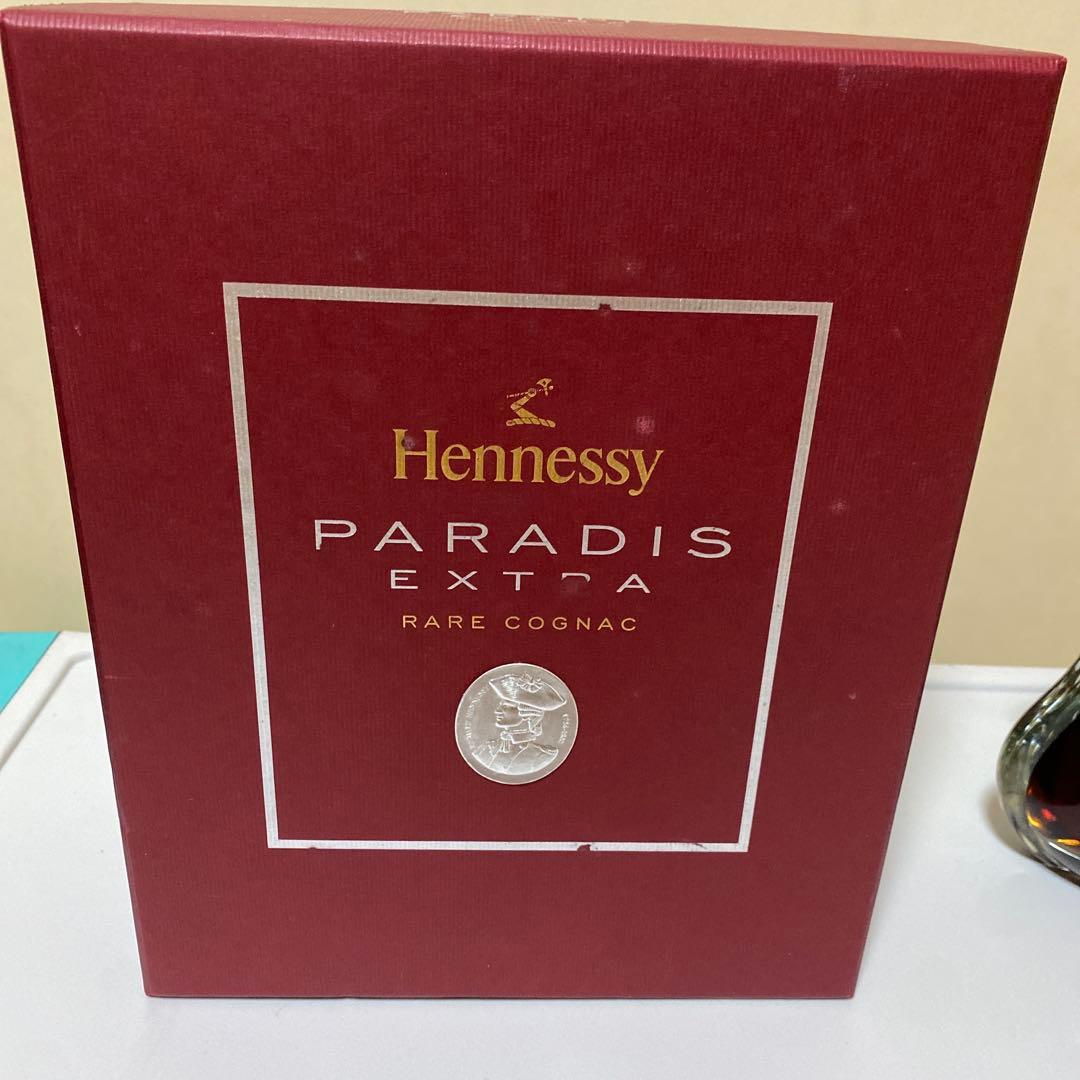 Hennessy
PARADIS
EXTRA
RARE COGNAC